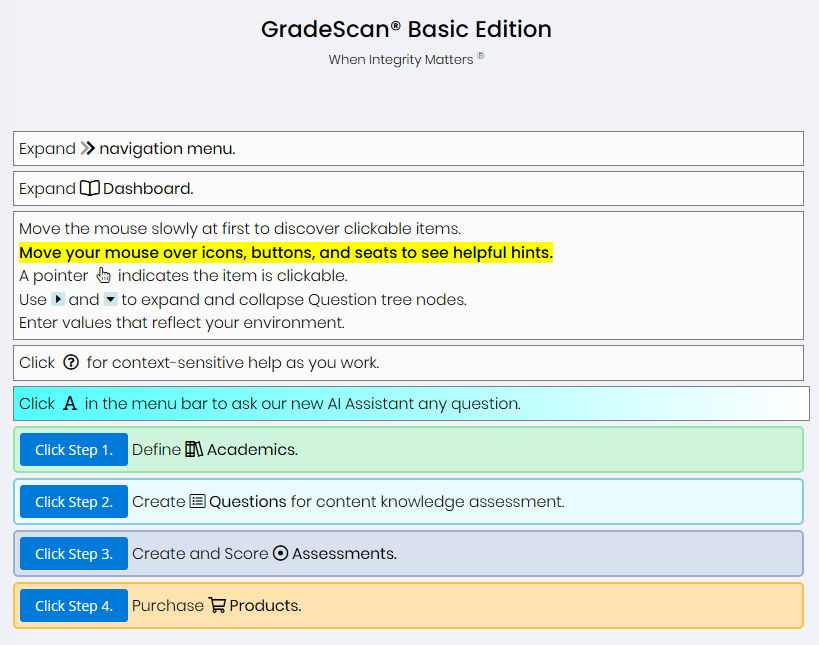 GradeScan® Basic Edition
When Integrity Matters ®
Expand navigation menu.
Expand Dashboard.
Move the mouse slowly at first to discover clickable items.
Move your mouse over icons, buttons, and seats to see helpful hints.
A pointer indicates the item is clickable.
Use and to expand and collapse Question tree nodes.
Enter values that reflect your environment.
Click ? for context-sensitive help as you work.
Click A in the menu bar to ask our new AI Assistant any question.
Click Step 1. Define Academics.
Click Step 2. Create Questions for content knowledge assessment.
Click Step 3. Create and Score Assessments.
Click Step 4. Purchase Products.